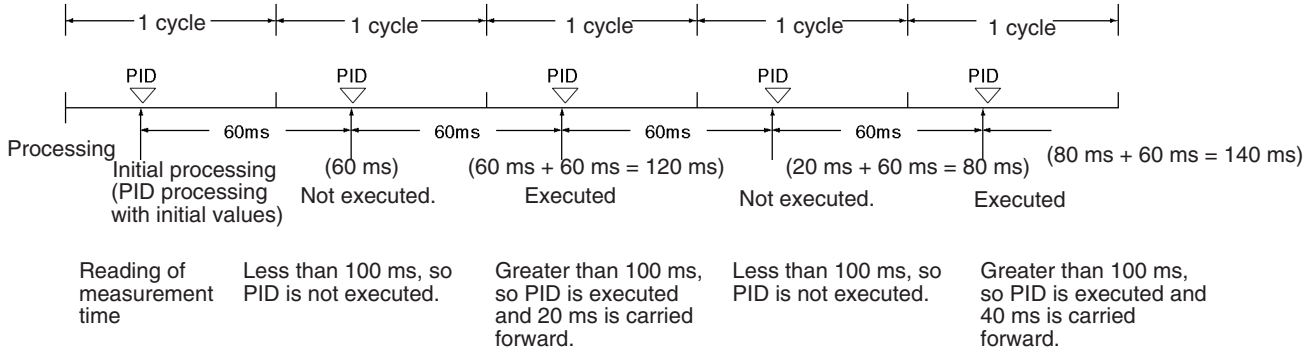 1 cycle 1 cycle 1 cycle 1 cycle 1 cycle
PID PID PID PID PID
60ms 60ms 60ms 60ms
Processing
Initial processing
(PID processing
with initial values)
(60 ms)
Not executed.
(60 ms + 60 ms = 120 ms)
Executed
(20 ms + 60 ms = 80 ms)
Not executed.
(80 ms + 60 ms = 140 ms)
Executed
Reading of
measurement
time
Less than 100 ms, so
PID is not executed.
Greater than 100 ms,
so PID is executed
and 20 ms is carried
forward.
Less than 100 ms, so
PID is not executed.
Greater than 100 ms,
so PID is executed and
40 ms is carried
forward.